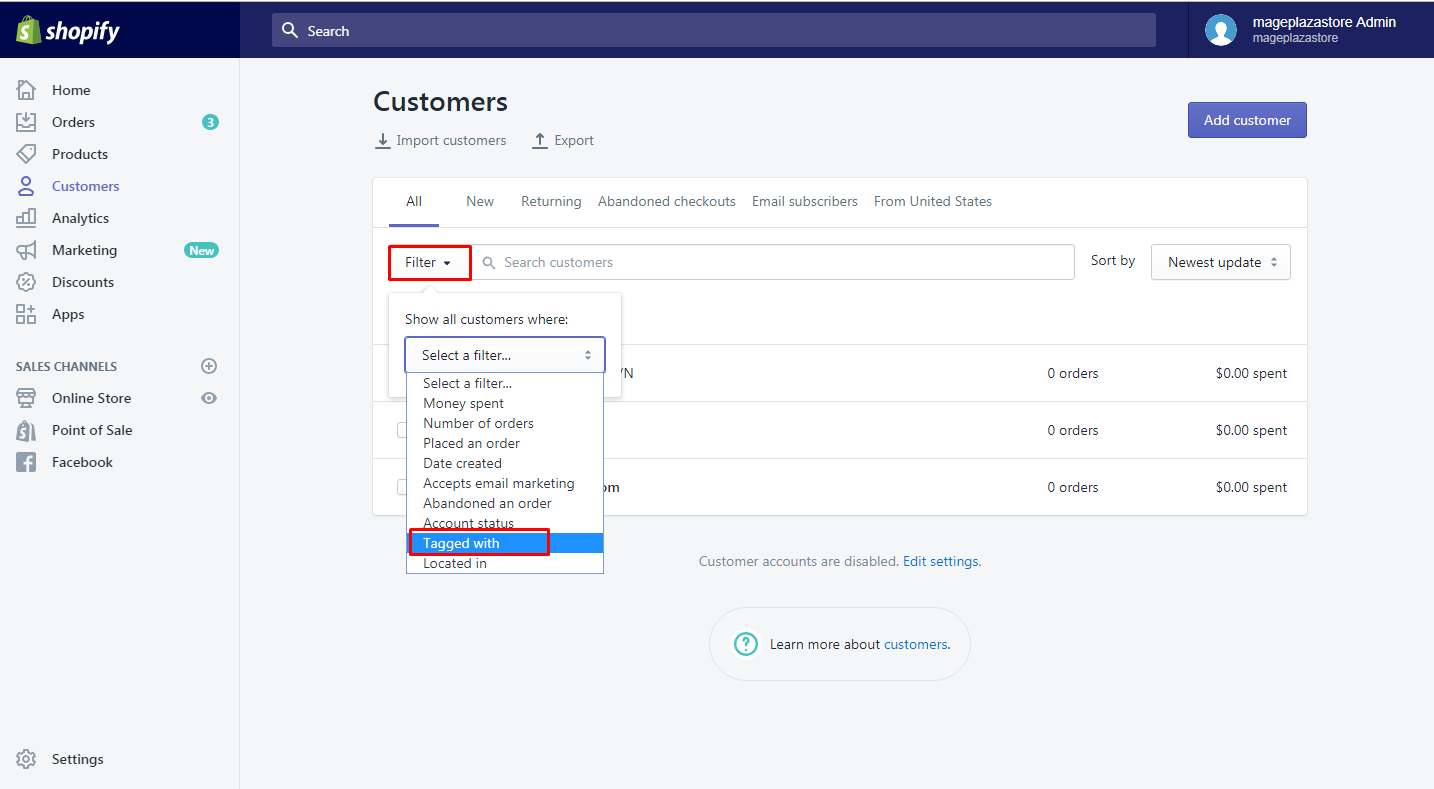 shopify
Search
mageplazastore Admin
mageplazastore
Home
Orders 3
Products
Customers
Analytics
Marketing New
Discounts
Apps
SALES CHANNELS
Online Store
Point of Sale
Facebook
Settings
Customers
Import customers Export
Add customer
All New Returning Abandoned checkouts Email subscribers From United States
Filter Search customers Sort by Newest update
Show all customers where:
Select a filter...
Select a filter...
Money spent
Number of orders
Placed an order
Date created
Accepts email marketing
Abandoned an order
Account status
Tagged with
Located in
0 orders $0.00 spent
0 orders $0.00 spent
0 orders $0.00 spent
Customer accounts are disabled. Edit settings.
? Learn more about customers.